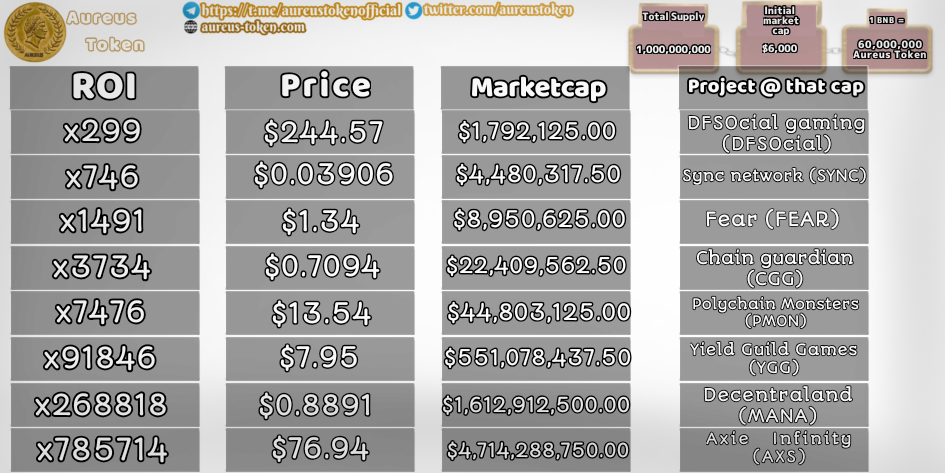 Aureus
Token
AUREUS
https://t.me/aureustokenofficial twitter.com/aureustoken
aureus-token.com
Total Supply
1,000,000,000
Initial
market
cap
$6,000
1 BNB =
60,000,000
Aureus Token
ROI Price Marketcap Project @ that cap
x299 $244.57 $1,792,125.00 DFSOcial gaming
(DFSOcial)
x746 $0.03906 $4,480,317.50 Sync network (SYNC)
x1491 $1.34 $8,950,625.00 Fear (FEAR)
x3734 $0.7094 $22,409,562.50 Chain guardian
(CGG)
x7476 $13.54 $44,803,125.00 Polychain Monsters
(PMON)
x91846 $7.95 $551,078,437.50 Yield Guild Games
(YGG)
x268818 $0.8891 $1,612,912,500.00 Decentraland
(MANA)
x785714 $76.94 $4,714,288,750.00 Axie Infinity
(AXS)